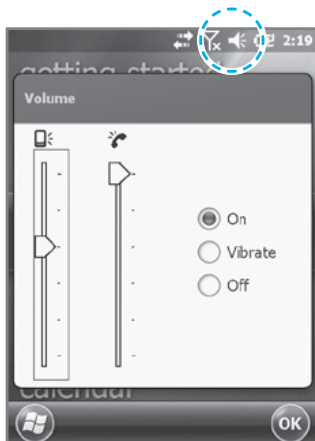 2:19
getting started
Volume
On
Vibrate
Off
calendar
OK